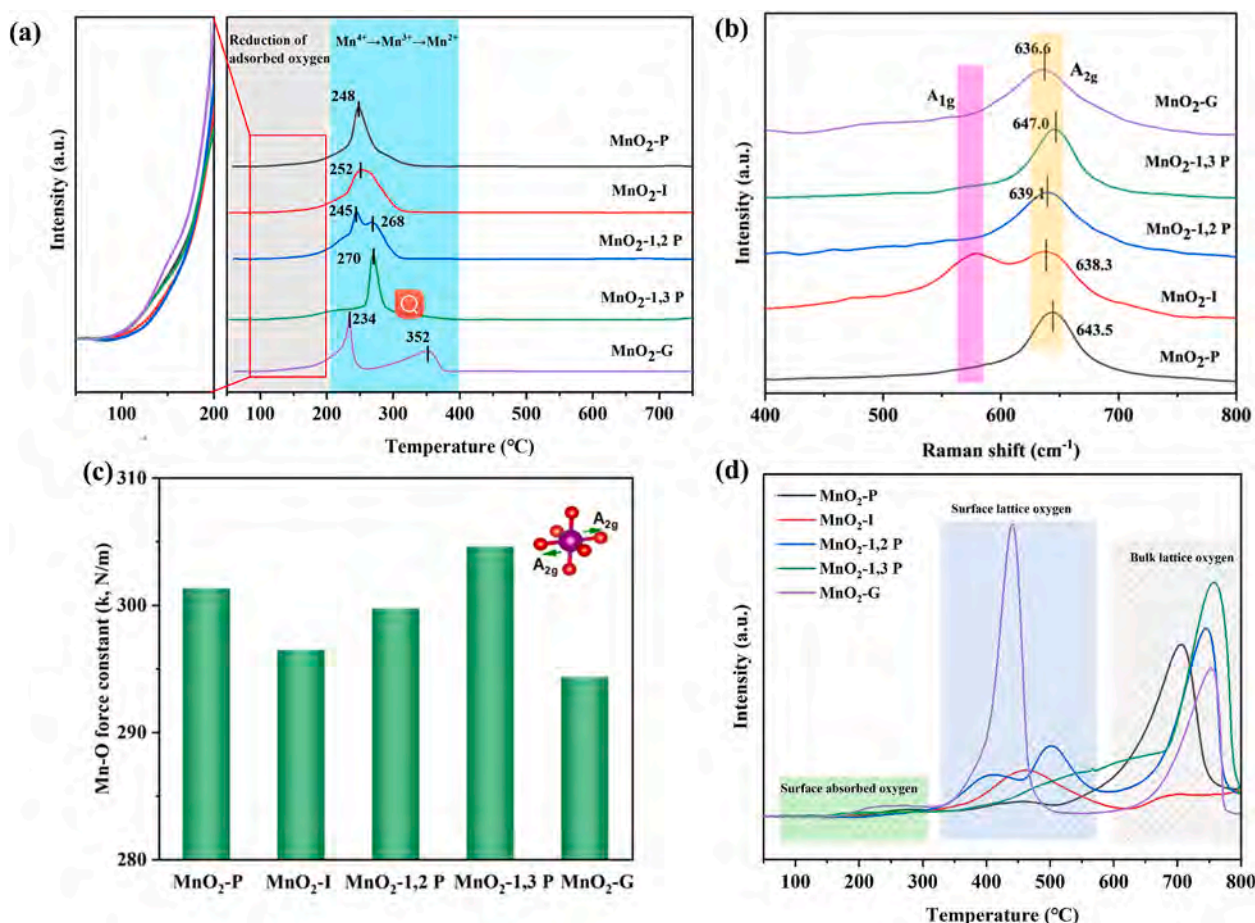 (a)
Reduction of
adsorbed oxygen
Mn⁴⁺→Mn³⁺→Mn²⁺
248
MnO₂-P
252
MnO₂-I
245
268
MnO₂-1,2 P
270
MnO₂-1,3 P
234
352
MnO₂-G
Intensity (a.u.)
100
200
100
200
300
400
500
600
700
Temperature (°C)
(b)
636.6
A₂g
A₁g
MnO₂-G
647.0
MnO₂-1,3 P
639.1
MnO₂-1,2 P
638.3
MnO₂-I
643.5
MnO₂-P
Intensity (a.u.)
400
500
600
700
800
Raman shift (cm⁻¹)
(c)
310
300
290
280
Mn-O force constant (k, N/m)
A₂g
A₂g
MnO₂-P
MnO₂-I
MnO₂-1,2 P
MnO₂-1,3 P
MnO₂-G
(d)
MnO₂-P
MnO₂-I
MnO₂-1,2 P
MnO₂-1,3 P
MnO₂-G
Surface lattice oxygen
Bulk lattice oxygen
Surface absorbed oxygen
Intensity (a.u.)
100
200
300
400
500
600
700
800
Temperature (°C)